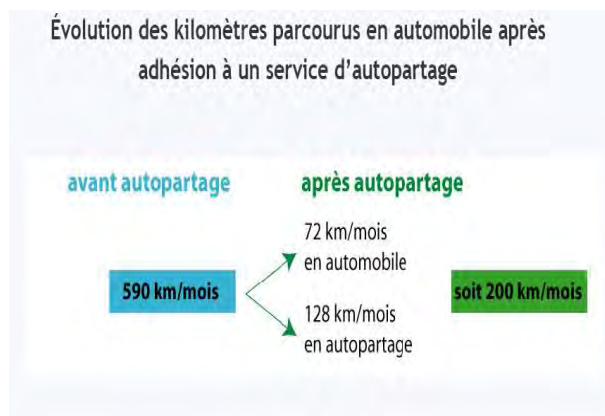 Évolution des kilomètres parcourus en automobile après
adhésion à un service d'autopartage
avant autopartage
après autopartage
590 km/mois
72 km/mois
en automobile
128 km/mois
en autopartage
soit 200 km/mois